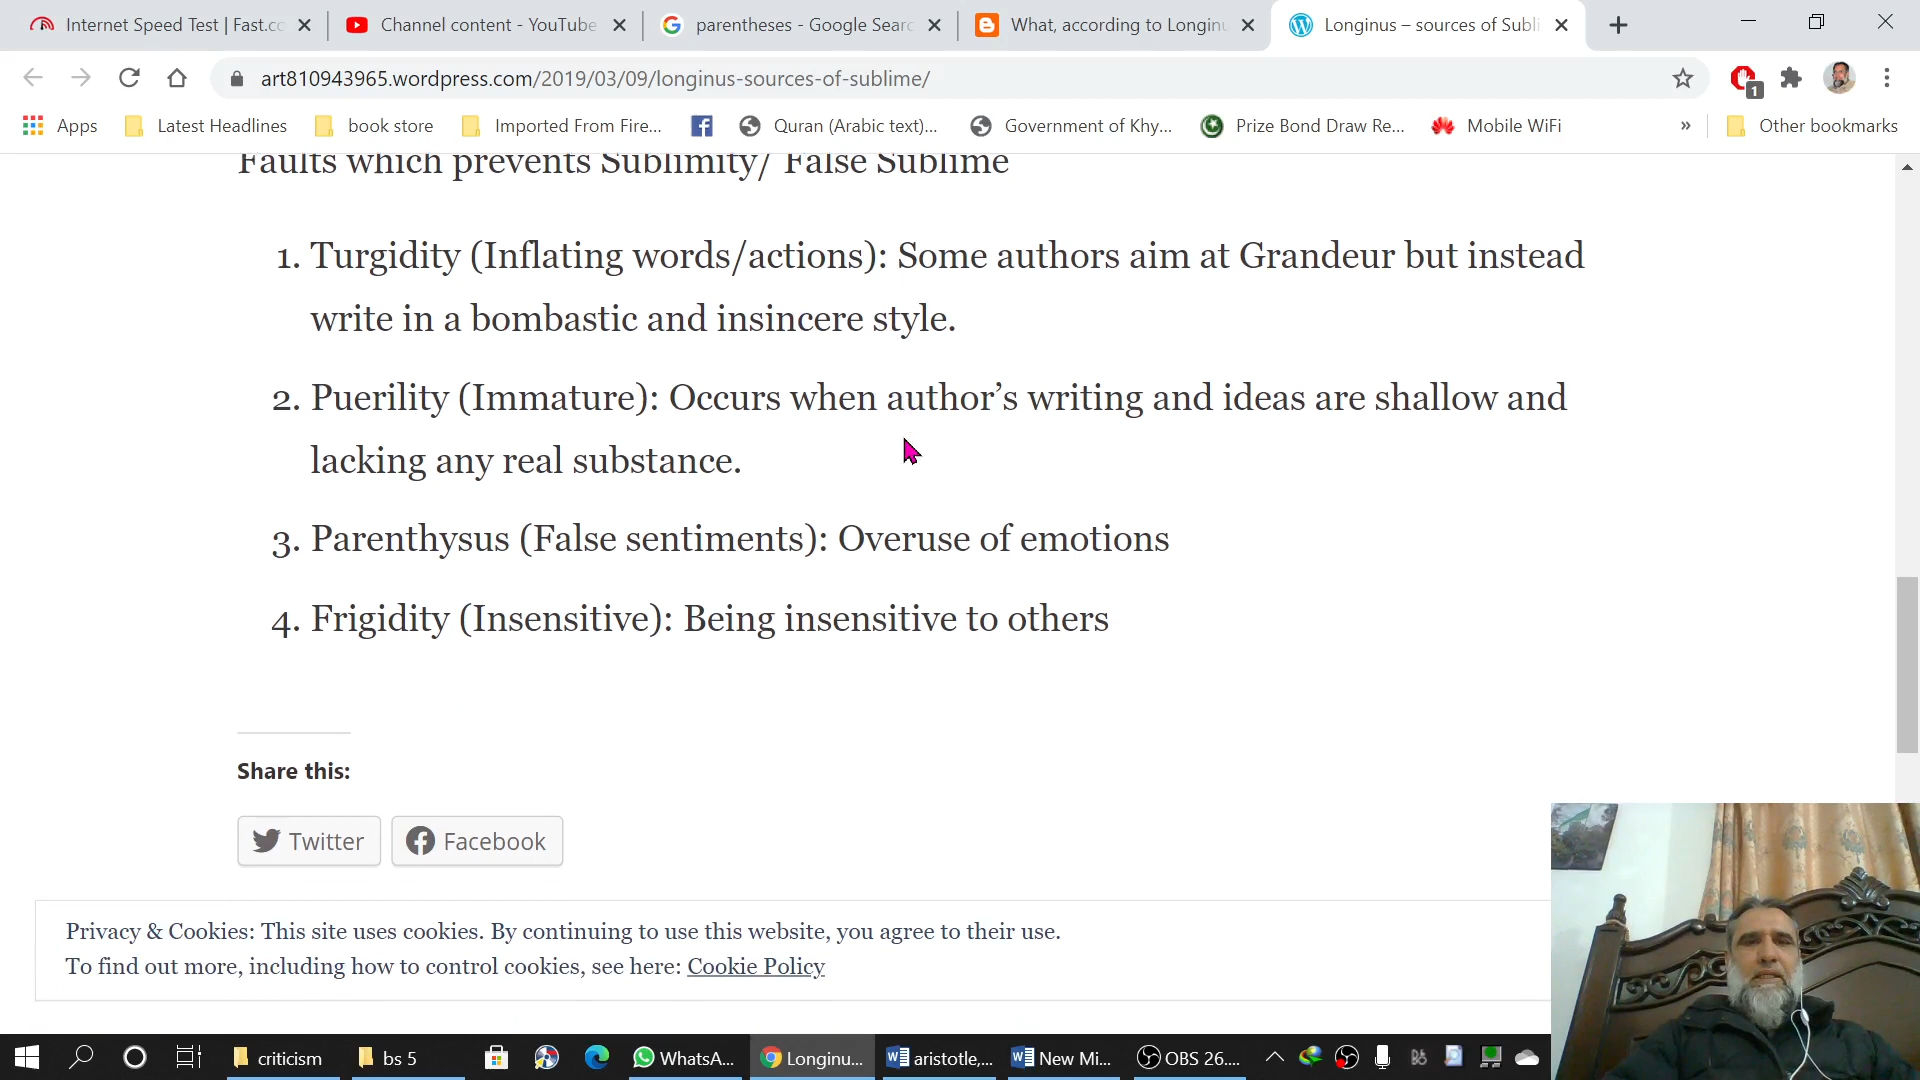 Internet Speed Test | Fast.co
Channel content - YouTube
parentheses - Google Searc
What, according to Longinu
Longinus – sources of Subli
art810943965.wordpress.com/2019/03/09/longinus-sources-of-sublime/
1
Apps
Latest Headlines
book store
Imported From Fire...
Quran (Arabic text)...
Government of Khy...
Prize Bond Draw Re...
Mobile WiFi
»
Other bookmarks
Faults which prevents Sublimity/ False Sublime
1. Turgidity (Inflating words/actions): Some authors aim at Grandeur but instead
write in a bombastic and insincere style.
2. Puerility (Immature): Occurs when author’s writing and ideas are shallow and
lacking any real substance.
3. Parenthysus (False sentiments): Overuse of emotions
4. Frigidity (Insensitive): Being insensitive to others
Share this:
Twitter
Facebook
Privacy & Cookies: This site uses cookies. By continuing to use this website, you agree to their use.
To find out more, including how to control cookies, see here: Cookie Policy
criticism
bs 5
WhatsA...
Longinu...
aristotle,...
New Mi...
OBS 26....